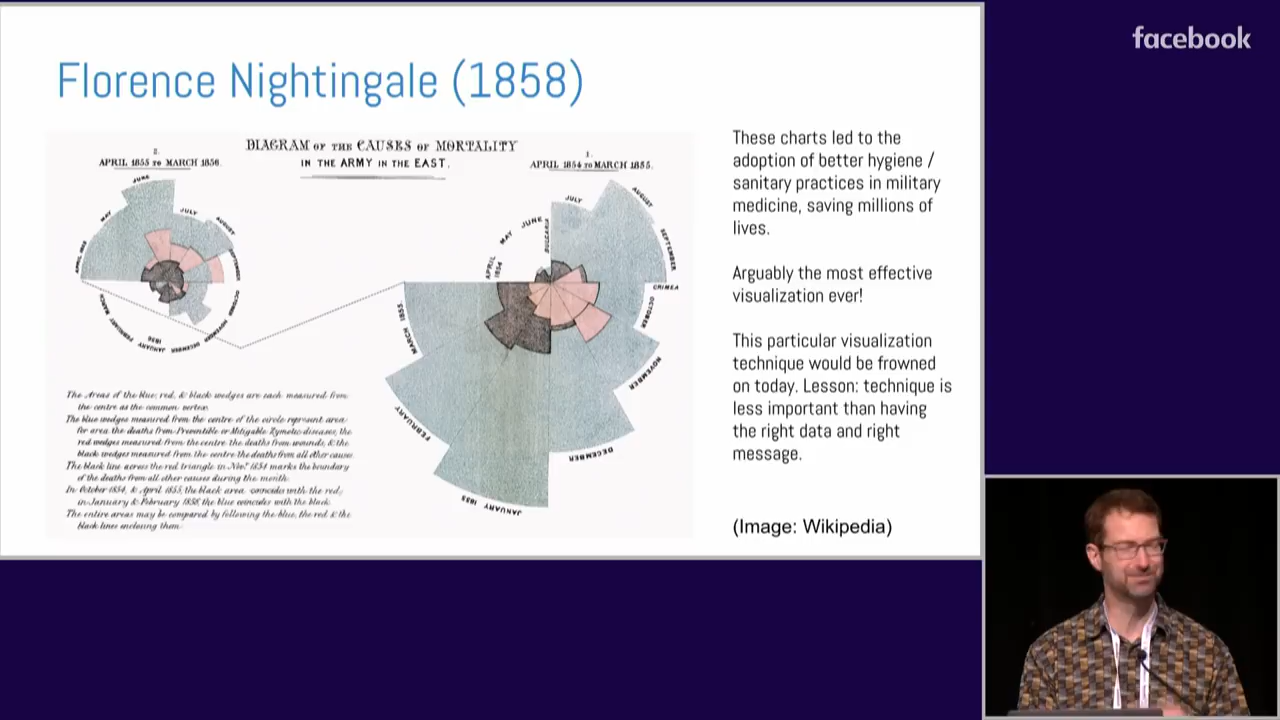 facebook
Florence Nightingale (1858)
DIAGRAM OF THE CAUSES OF MORTALITY
IN THE ARMY IN THE EAST.
2.
APRIL 1855 TO MARCH 1856.
1.
APRIL 1854 TO MARCH 1855.
JUNE
JULY
AUGUST
MAY
APRIL 1855
SEPTEMBER
OCTOBER
NOVEMBER
DECEMBER
1856
JANUARY
FEBRUARY
MARCH
APRIL
1854
MAY
JUNE
BULGARIA
JULY
AUGUST
SEPTEMBER
CRIMEA
OCTOBER
NOVEMBER
DECEMBER
JANUARY 1855
FEBRUARY
MARCH 1855.
The Areas of the blue, red, & black wedges are each measured from
the centre as the common vertex.
The blue wedges measured from the centre of the circle represent area
for area the deaths from Preventible or Mitigable Zymotic diseases, the
red wedges measured from the centre the deaths from wounds, & the
black wedges measured from the centre the deaths from all other causes.
The black line across the red triangle in Nov.r 1854 marks the boundary
of the deaths from all other causes during the month.
In October 1854, & April 1855, the black area coincides with the red,
in January & February 1856, the blue coincides with the black.
The entire areas may be compared by following the blue, the red & the
black lines enclosing them.
These charts led to the
adoption of better hygiene /
sanitary practices in military
medicine, saving millions of
lives.
Arguably the most effective
visualization ever!
This particular visualization
technique would be frowned
on today. Lesson: technique is
less important than having
the right data and right
message.
(Image: Wikipedia)